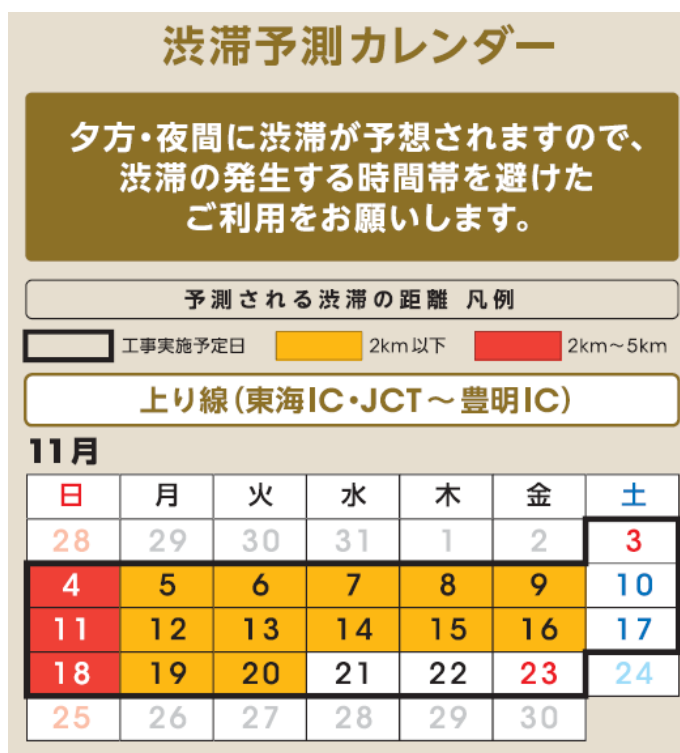 渋滞予測カレンダー
夕方・夜間に渋滞が予想されますので、
渋滞の発生する時間帯を避けた
ご利用をお願いします。
予測される渋滞の距離 凡例
工事実施予定日 2km以下 2km～5km
上り線(東海IC・JCT～豊明IC)
11月
日 月 火 水 木 金 土
28 29 30 31 1 2 3
4 5 6 7 8 9 10
11 12 13 14 15 16 17
18 19 20 21 22 23 24
25 26 27 28 29 30